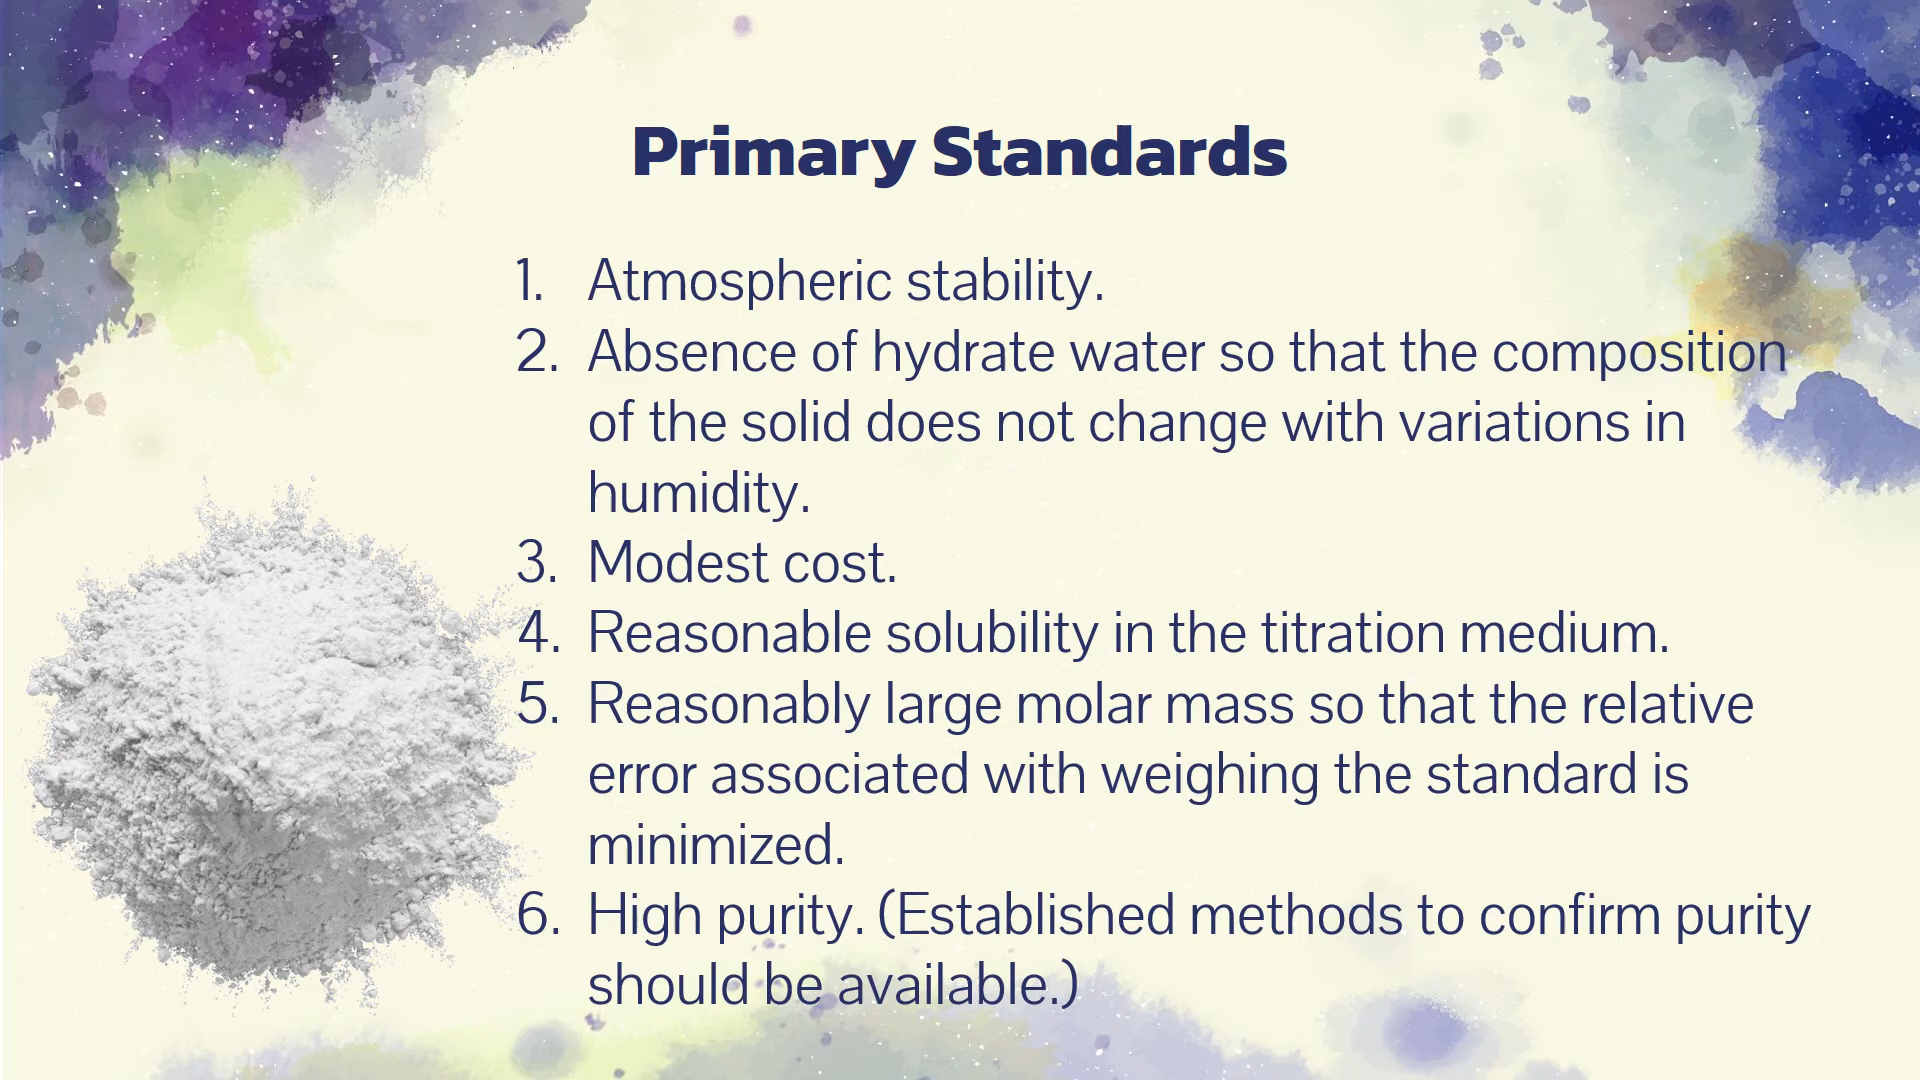 Primary Standards
1. Atmospheric stability.
2. Absence of hydrate water so that the composition
of the solid does not change with variations in
humidity.
3. Modest cost.
4. Reasonable solubility in the titration medium.
5. Reasonably large molar mass so that the relative
error associated with weighing the standard is
minimized.
6. High purity. (Established methods to confirm purity
should be available.)